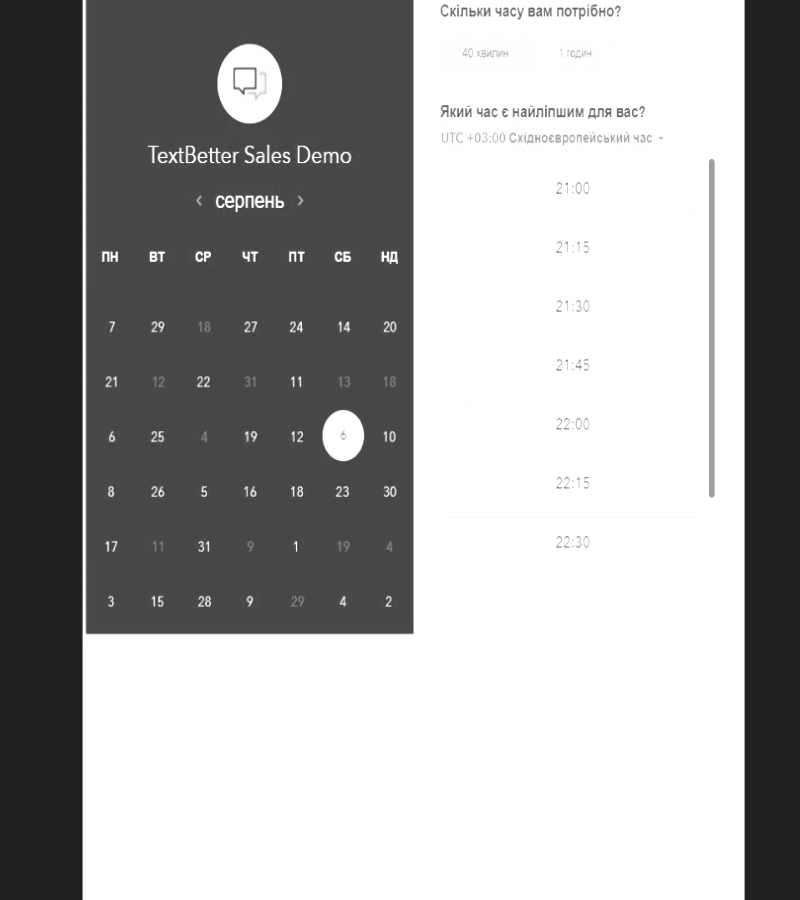 TextBetter Sales Demo
‹ серпень ›
ПН ВТ СР ЧТ ПТ СБ НД
7 29 18 27 24 14 20
21 12 22 31 11 13 18
6 25 4 19 12 6 10
8 26 5 16 18 23 30
17 11 31 9 1 19 4
3 15 28 9 29 4 2
Скільки часу вам потрібно?
40 хвилин 1 годин
Який час є найліпшим для вас?
UTC +03:00 Східноєвропейський час
21:00
21:15
21:30
21:45
22:00
22:15
22:30